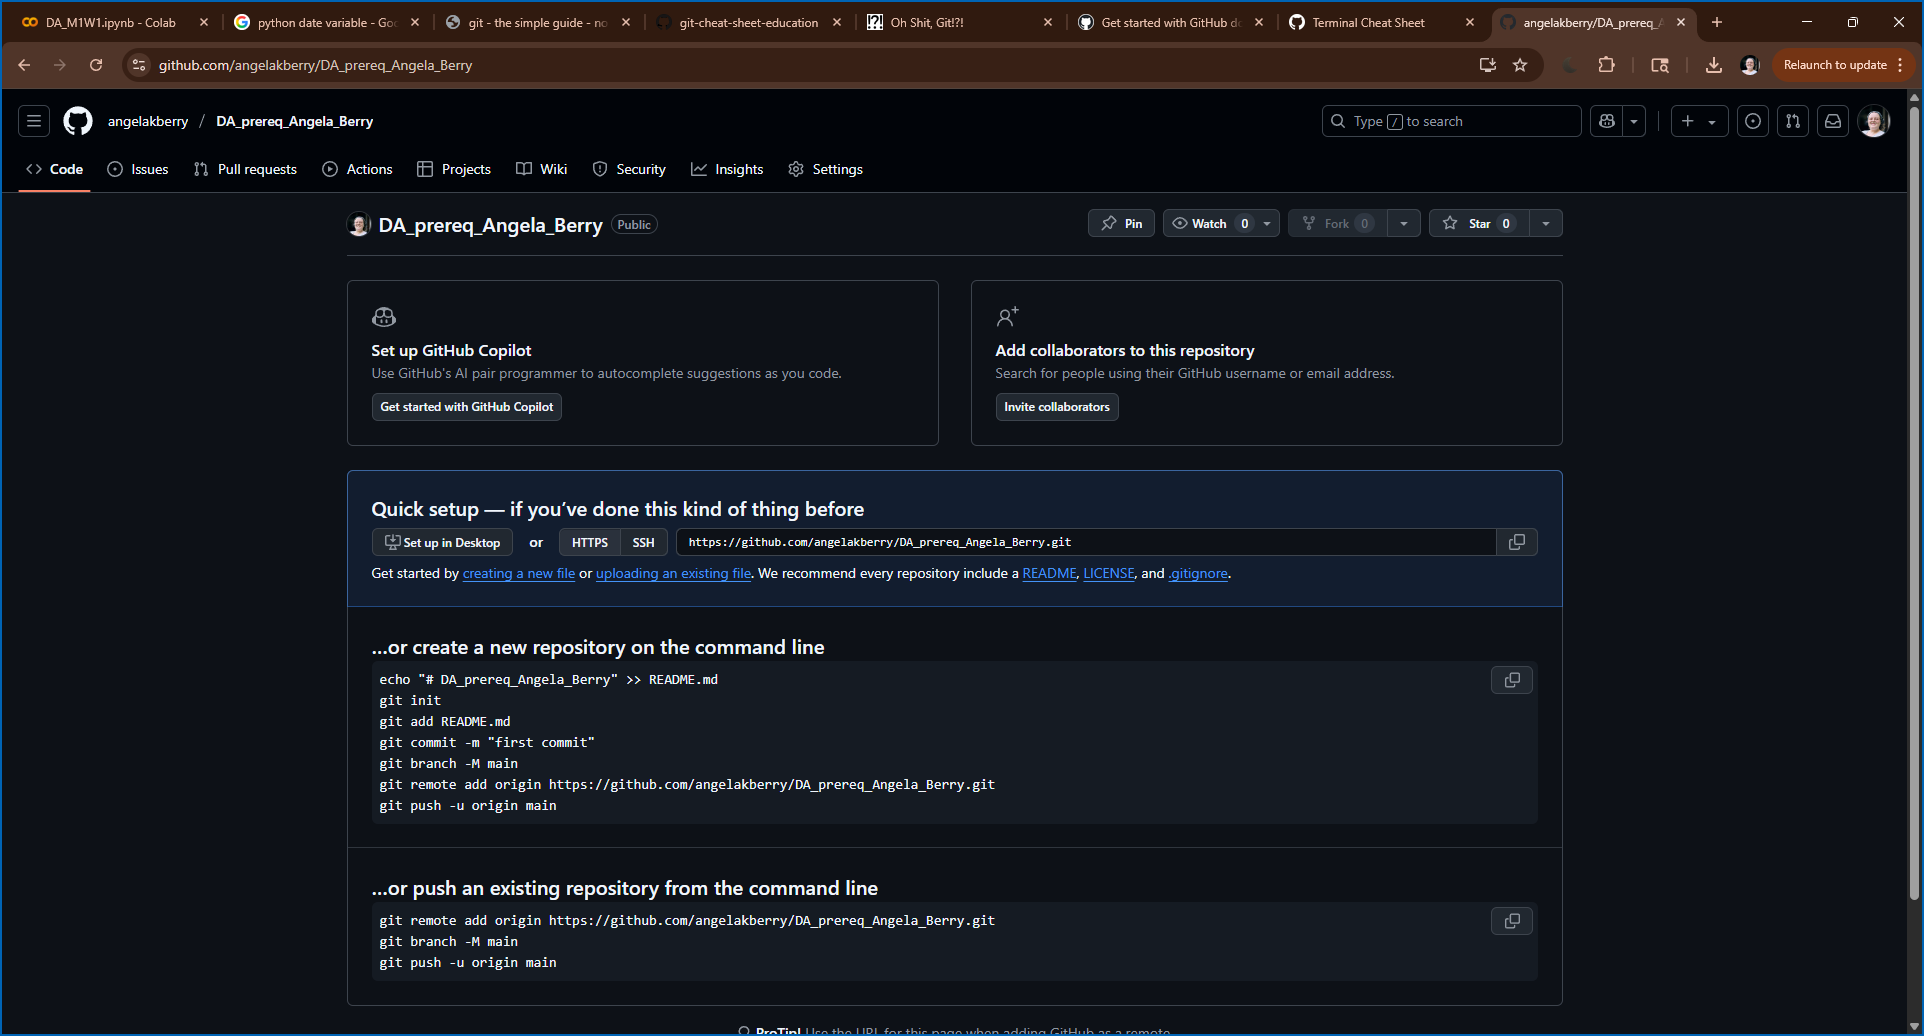 DA_M1W1.ipynb - Colab
python date variable - Goo
git - the simple guide - no
git-cheat-sheet-education
Oh Shit, Git!?!
Get started with GitHub do
Terminal Cheat Sheet
angelakberry/DA_prereq_A
github.com/angelakberry/DA_prereq_Angela_Berry
Relaunch to update
angelakberry / DA_prereq_Angela_Berry
Type / to search
Code
Issues
Pull requests
Actions
Projects
Wiki
Security
Insights
Settings
DA_prereq_Angela_Berry Public
Pin
Watch 0
Fork 0
Star 0
Set up GitHub Copilot
Use GitHub's AI pair programmer to autocomplete suggestions as you code.
Get started with GitHub Copilot
Add collaborators to this repository
Search for people using their GitHub username or email address.
Invite collaborators
Quick setup — if you’ve done this kind of thing before
Set up in Desktop or HTTPS SSH https://github.com/angelakberry/DA_prereq_Angela_Berry.git
Get started by creating a new file or uploading an existing file. We recommend every repository include a README, LICENSE, and .gitignore.
…or create a new repository on the command line
echo "# DA_prereq_Angela_Berry" >> README.md
git init
git add README.md
git commit -m "first commit"
git branch -M main
git remote add origin https://github.com/angelakberry/DA_prereq_Angela_Berry.git
git push -u origin main
…or push an existing repository from the command line
git remote add origin https://github.com/angelakberry/DA_prereq_Angela_Berry.git
git branch -M main
git push -u origin main
ProTip! Use the URL for this page when adding GitHub as a remote.